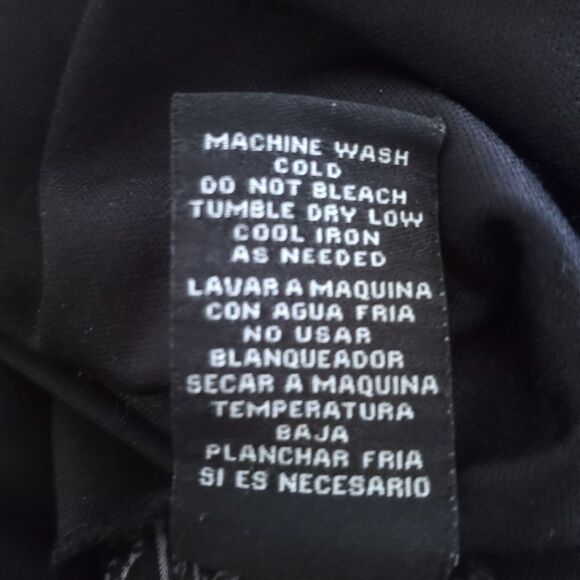 MACHINE WASH
COLD
DO NOT BLEACH
TUMBLE DRY LOW
COOL IRON
AS NEEDED
LAVAR A MAQUINA
CON AGUA FRIA
NO USAR
BLANQUEADOR
SECAR A MAQUINA
TEMPERATURA
BAJA
PLANCHAR FRIA
SI ES NECESARIO